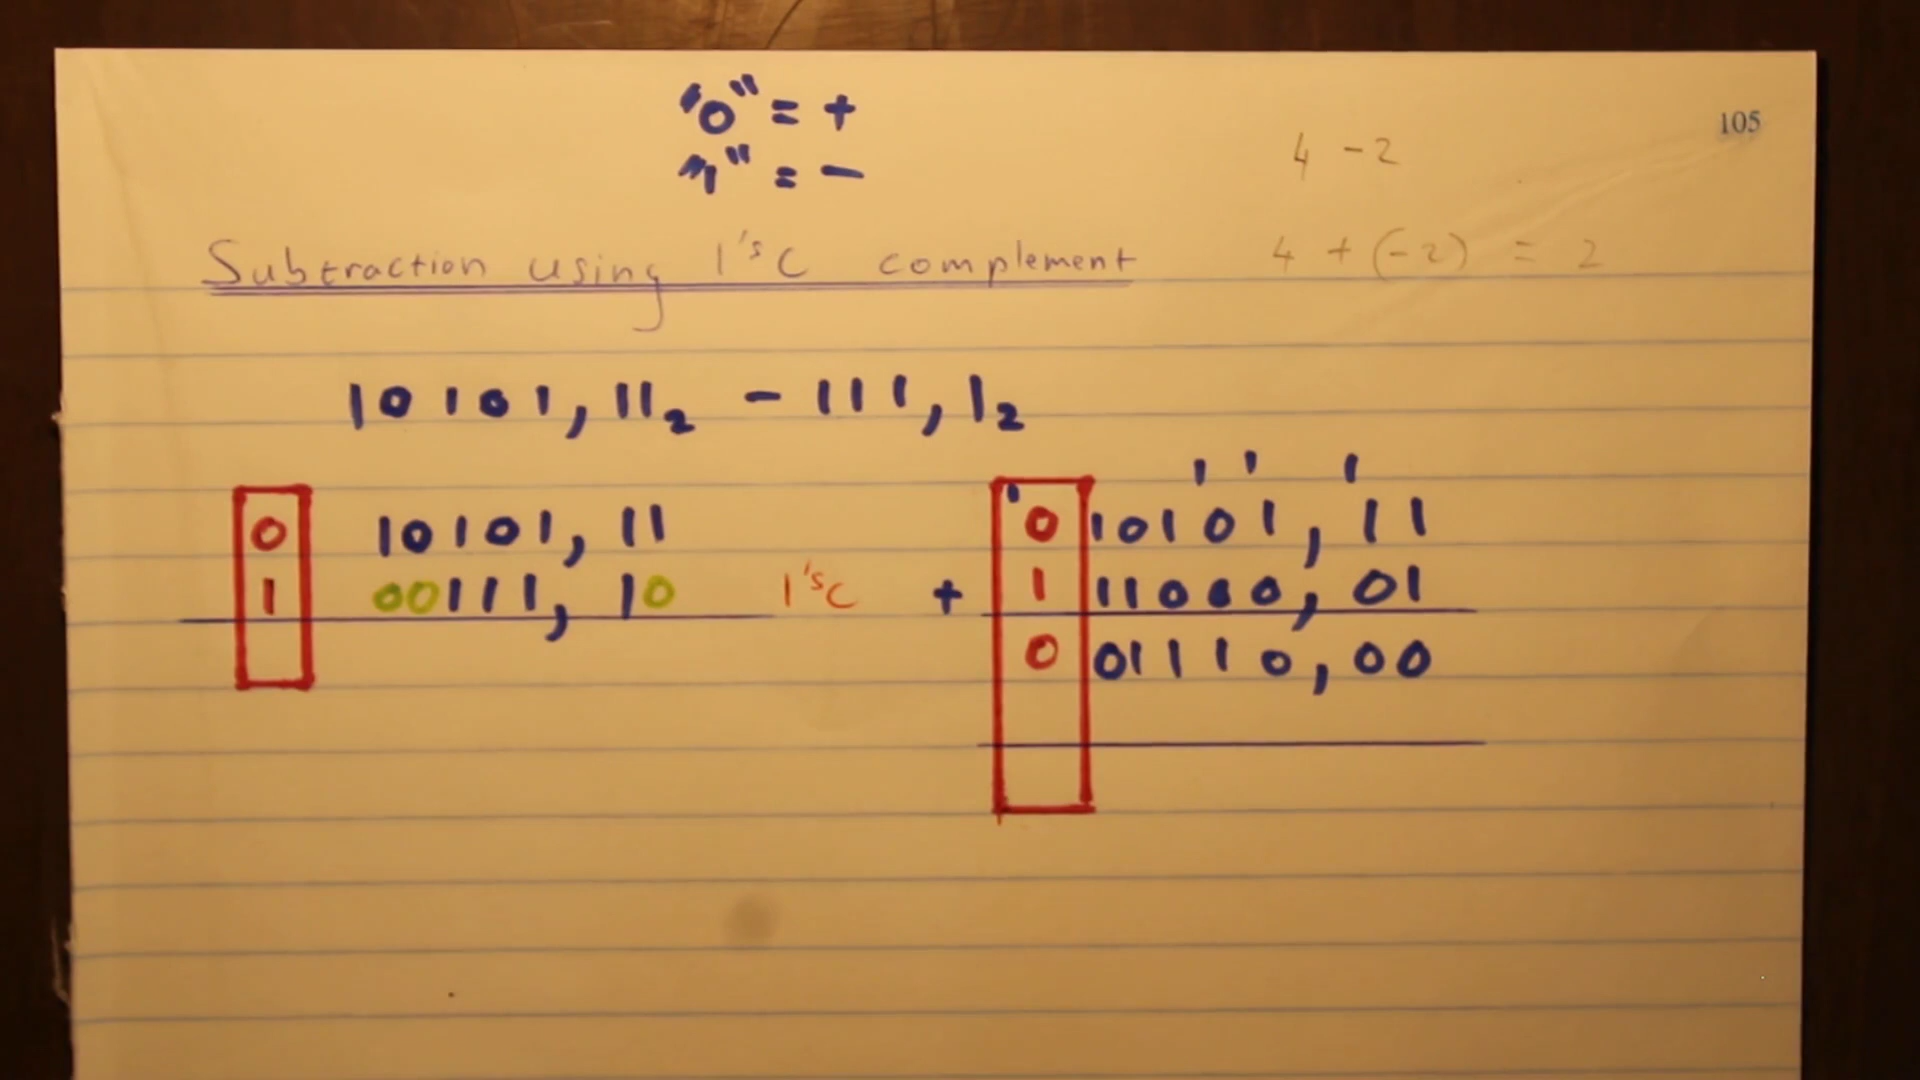 "0" = +
"1" = -
4 - 2
105
Subtraction using 1'sC complement
4 + (-2) = 2
10101,11₂ - 111,1₂
1 1 1
0 10101,11
1 00111,10 1'sC
1
0 10101,11
+ 1 11000,01
0 01110,00